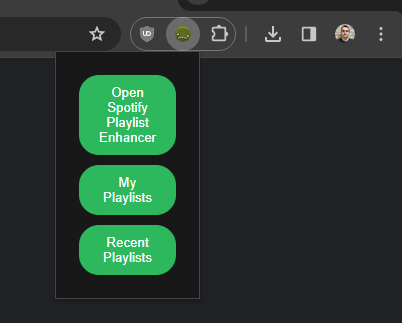 Open
Spotify
Playlist
Enhancer
My
Playlists
Recent
Playlists